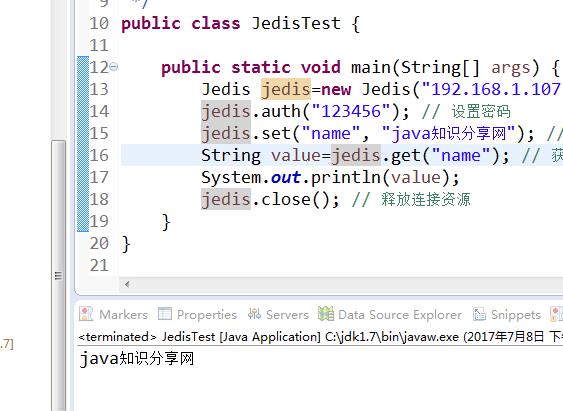 9 */
10 public class JedisTest {
11
12 public static void main(String[] args) {
13 Jedis jedis=new Jedis("192.168.1.107
14 jedis.auth("123456"); // 设置密码
15 jedis.set("name", "java知识分享网"); //
16 String value=jedis.get("name"); // 获
17 System.out.println(value);
18 jedis.close(); // 释放连接资源
19 }
20 }
21
Markers Properties Servers Data Source Explorer Snippets
<terminated> JedisTest [Java Application] C:\jdk1.7\bin\javaw.exe (2017年7月8日 下
.7]
java知识分享网